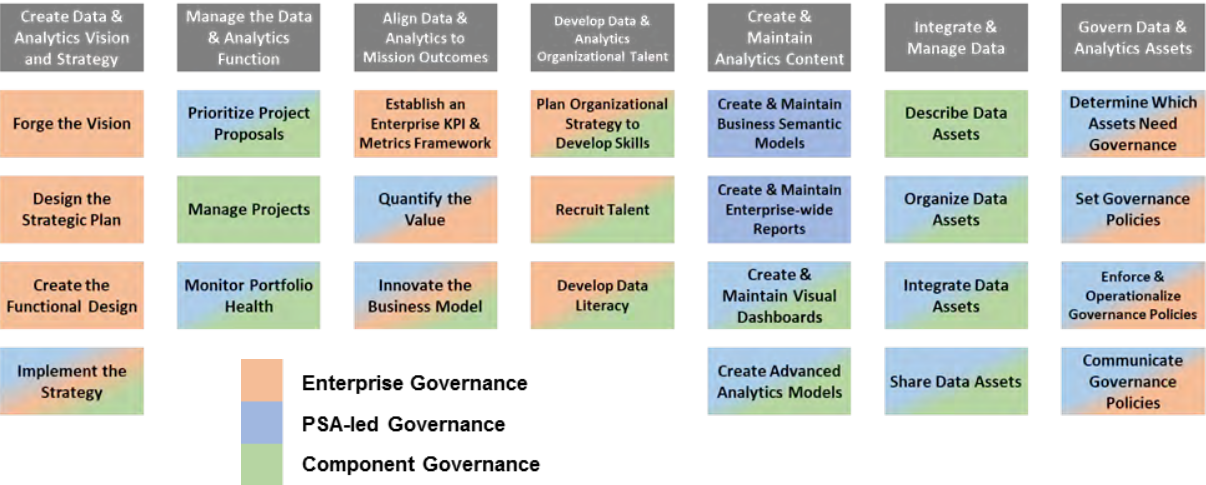 Create Data &
Analytics Vision
and Strategy
Manage the Data
& Analytics
Function
Align Data &
Analytics to
Mission Outcomes
Develop Data &
Analytics
Organizational Talent
Create &
Maintain
Analytics Content
Integrate &
Manage Data
Govern Data &
Analytics Assets
Forge the Vision
Prioritize Project
Proposals
Establish an
Enterprise KPI &
Metrics Framework
Plan Organizational
Strategy to
Develop Skills
Create & Maintain
Business Semantic
Models
Describe Data
Assets
Determine Which
Assets Need
Governance
Design the
Strategic Plan
Manage Projects
Quantify the
Value
Recruit Talent
Create & Maintain
Enterprise-wide
Reports
Organize Data
Assets
Set Governance
Policies
Create the
Functional Design
Monitor Portfolio
Health
Innovate the
Business Model
Develop Data
Literacy
Create &
Maintain Visual
Dashboards
Integrate Data
Assets
Enforce &
Operationalize
Governance Policies
Implement the
Strategy
Create Advanced
Analytics Models
Share Data Assets
Communicate
Governance
Policies
Enterprise Governance
PSA-led Governance
Component Governance